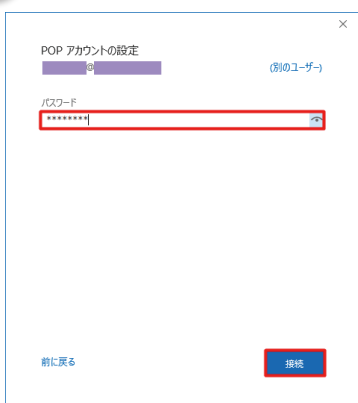 POP アカウントの設定
@
(別のユーザー)
パスワード
********
前に戻る
接続